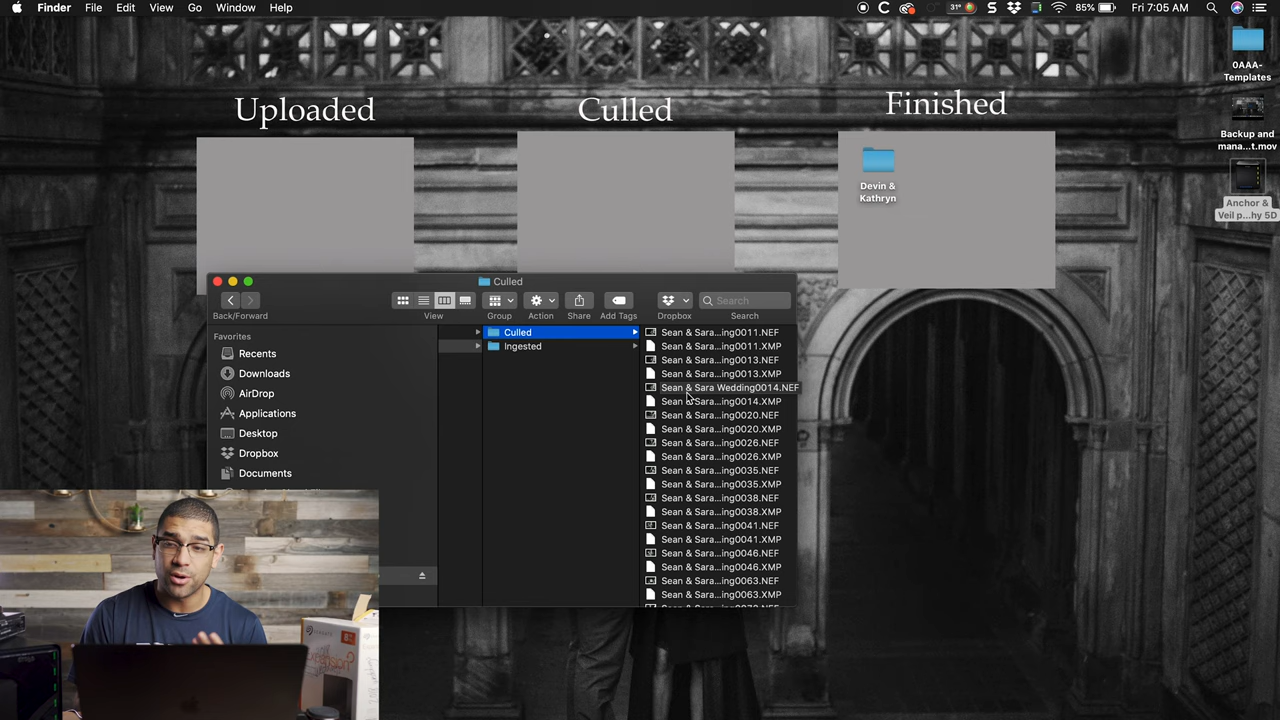 Finder File Edit View Go Window Help
31° 85% Fri 7:05 AM
0AAA-
Templates
Backup and
mana...t.mov
Anchor &
Veil p...hy 5D
Uploaded
Culled
Finished
Devin &
Kathryn
Culled
Search
Back/Forward View Group Action Share Add Tags Dropbox Search
Favorites
Recents
Downloads
AirDrop
Applications
Desktop
Dropbox
Documents
Culled
Ingested
Sean & Sara...ing0011.NEF
Sean & Sara...ing0011.XMP
Sean & Sara...ing0013.NEF
Sean & Sara...ing0013.XMP
Sean & Sara Wedding0014.NEF
Sean & Sara...ing0014.XMP
Sean & Sara...ing0020.NEF
Sean & Sara...ing0020.XMP
Sean & Sara...ing0026.NEF
Sean & Sara...ing0026.XMP
Sean & Sara...ing0035.NEF
Sean & Sara...ing0035.XMP
Sean & Sara...ing0038.NEF
Sean & Sara...ing0038.XMP
Sean & Sara...ing0041.NEF
Sean & Sara...ing0041.XMP
Sean & Sara...ing0046.NEF
Sean & Sara...ing0046.XMP
Sean & Sara...ing0063.NEF
Sean & Sara...ing0063.XMP